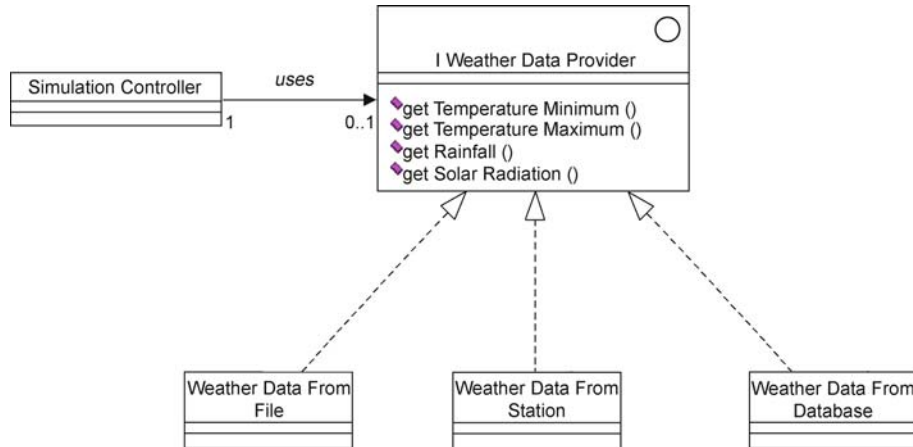 I Weather Data Provider
Simulation Controller
uses
1
0..1
get Temperature Minimum ()
get Temperature Maximum ()
get Rainfall ()
get Solar Radiation ()
Weather Data From
File
Weather Data From
Station
Weather Data From
Database